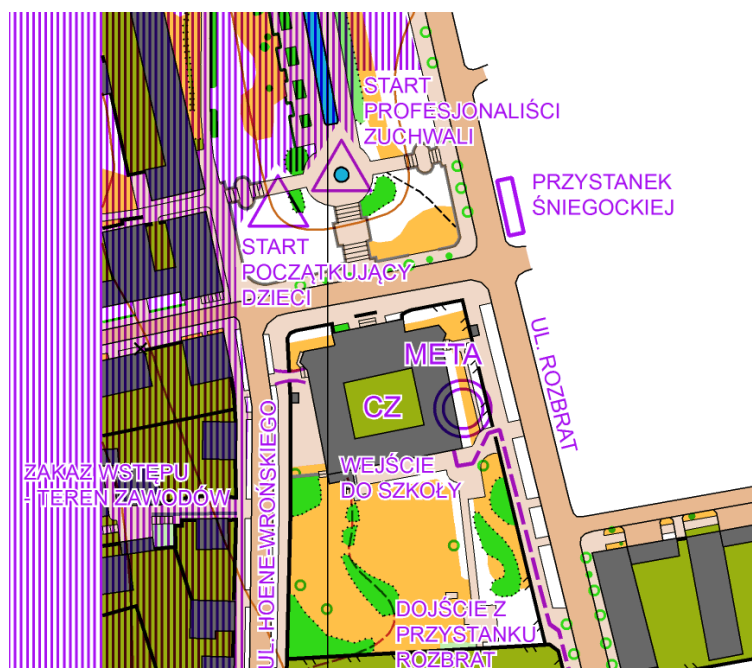 START
PROFESJONALIŚCI
ZUCHWALI
PRZYSTANEK
ŚNIEGOCKIEJ
START
POCZĄTKUJĄCY
DZIECI
UL. ROZBRAT
META
CZ
WEJŚCIE
DO SZKOŁY
ZAKAZ WSTĘPU
- TEREN ZAWODÓW
UL. HOENE-WROŃSKIEGO
DOJŚCIE Z
PRZYSTANKU
ROZBRAT